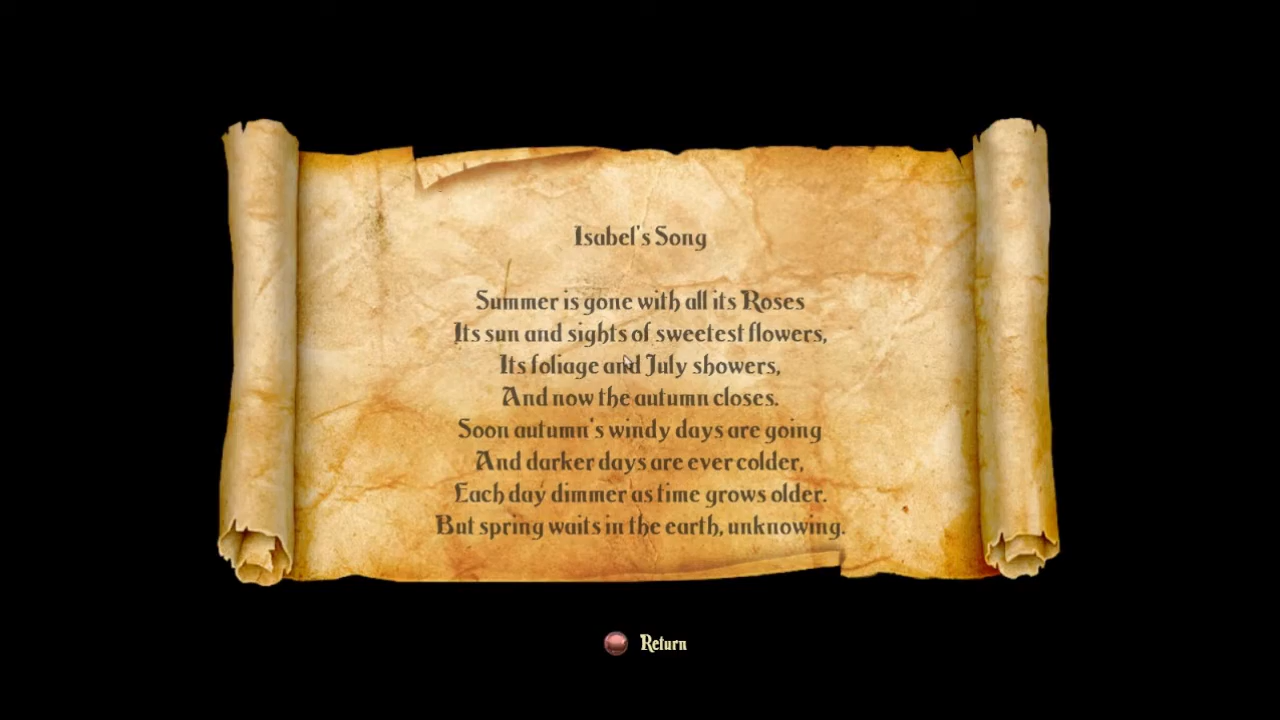 Isabel's Song
Summer is gone with all its Roses
Its sun and sights of sweetest flowers,
Its foliage and July showers,
And now the autumn closes.
Soon autumn's windy days are going
And darker days are ever colder,
Each day dimmer as time grows older.
But spring waits in the earth, unknowing.
Return